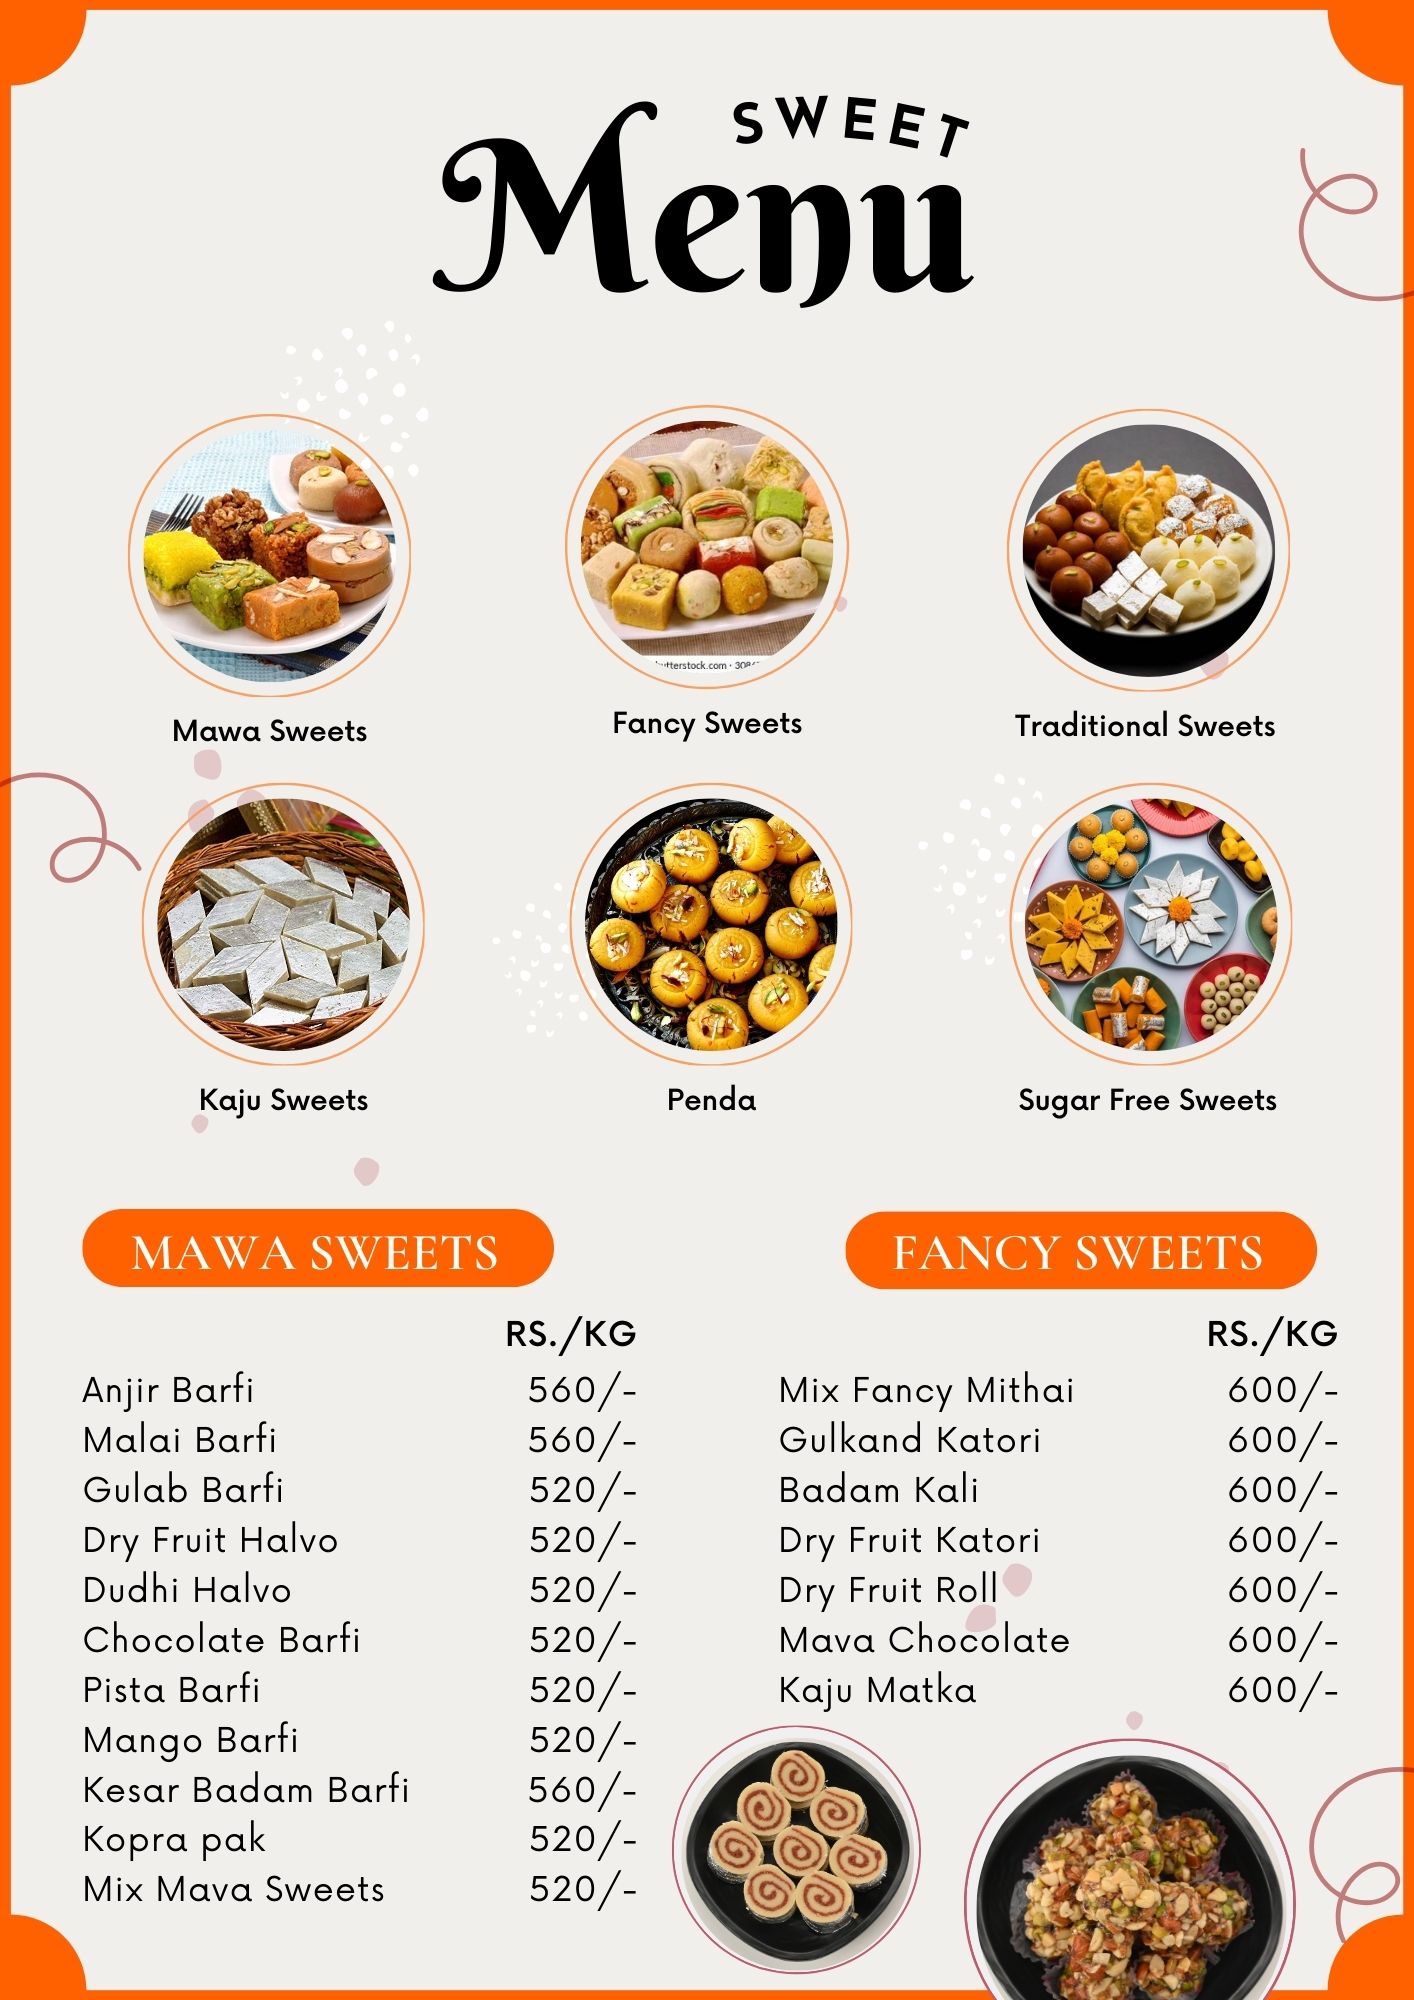 SWEET
Menu
Mawa Sweets
Fancy Sweets
Traditional Sweets
Kaju Sweets
Penda
Sugar Free Sweets
MAWA SWEETS
RS./KG
Anjir Barfi 560/-
Malai Barfi 560/-
Gulab Barfi 520/-
Dry Fruit Halvo 520/-
Dudhi Halvo 520/-
Chocolate Barfi 520/-
Pista Barfi 520/-
Mango Barfi 520/-
Kesar Badam Barfi 560/-
Kopra pak 520/-
Mix Mava Sweets 520/-
FANCY SWEETS
RS./KG
Mix Fancy Mithai 600/-
Gulkand Katori 600/-
Badam Kali 600/-
Dry Fruit Katori 600/-
Dry Fruit Roll 600/-
Mava Chocolate 600/-
Kaju Matka 600/-